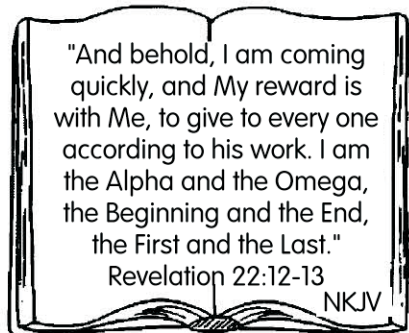 "And behold, I am coming
quickly, and My reward is
with Me, to give to every one
according to his work. I am
the Alpha and the Omega,
the Beginning and the End,
the First and the Last."
Revelation 22:12-13
NKJV